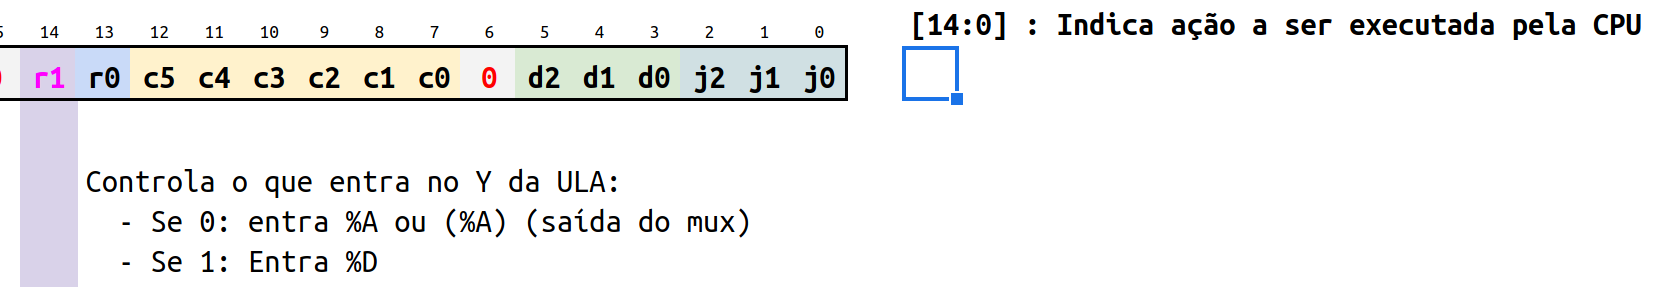 14 13 12 11 10 9 8 7 6 5 4 3 2 1 0
r1 r0 c5 c4 c3 c2 c1 c0 0 d2 d1 d0 j2 j1 j0
[14:0] : Indica ação a ser executada pela CPU
Controla o que entra no Y da ULA:
- Se 0: entra %A ou (%A) (saída do mux)
- Se 1: Entra %D